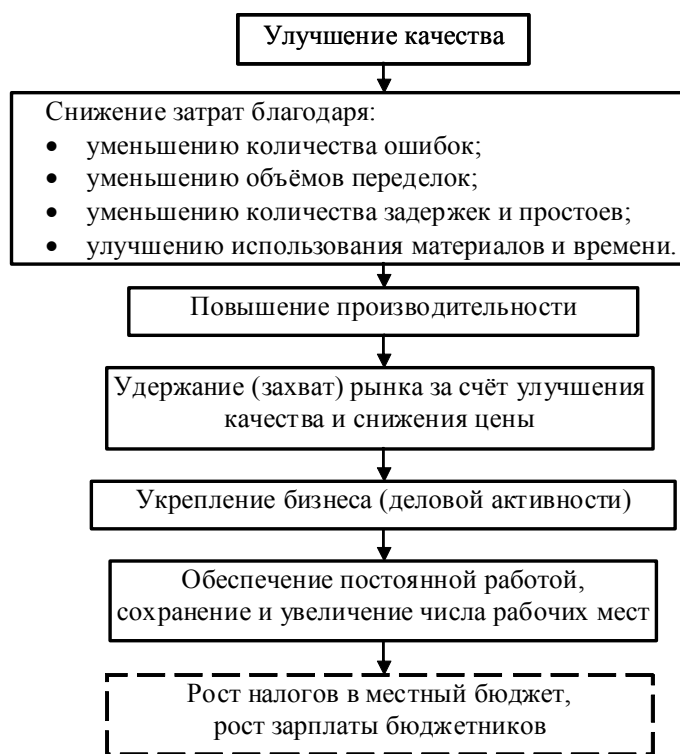 Улучшение качества
Снижение затрат благодаря:
• уменьшению количества ошибок;
• уменьшению объёмов переделок;
• уменьшению количества задержек и простоев;
• улучшению использования материалов и времени.
Повышение производительности
Удержание (захват) рынка за счёт улучшения
качества и снижения цены
Укрепление бизнеса (деловой активности)
Обеспечение постоянной работой,
сохранение и увеличение числа рабочих мест
Рост налогов в местный бюджет,
рост зарплаты бюджетников